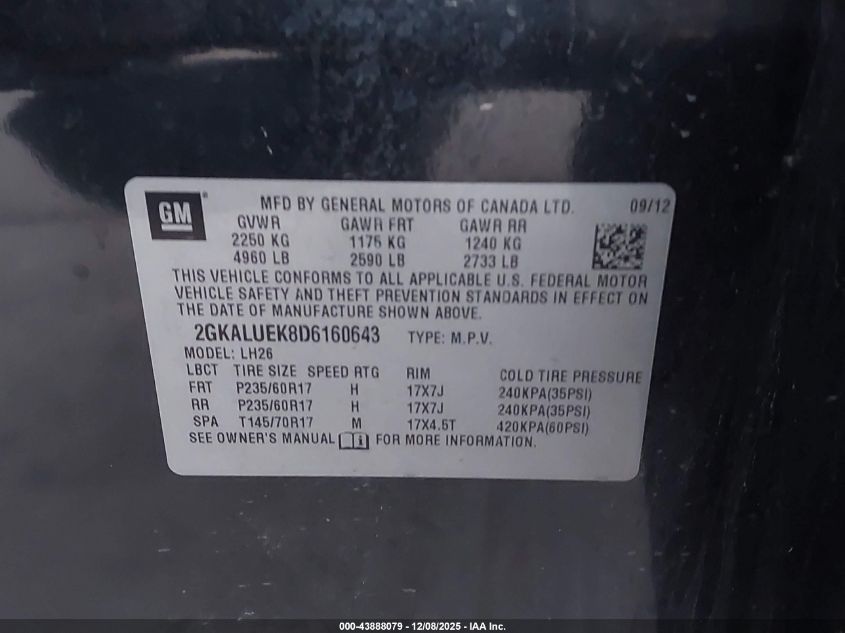 GM ® MFD BY GENERAL MOTORS OF CANADA LTD. 09/12
GVWR GAWR FRT GAWR RR
2250 KG 1175 KG 1240 KG
4960 LB 2590 LB 2733 LB
THIS VEHICLE CONFORMS TO ALL APPLICABLE U.S. FEDERAL MOTOR
VEHICLE SAFETY AND THEFT PREVENTION STANDARDS IN EFFECT ON
THE DATE OF MANUFACTURE SHOWN ABOVE.
2GKALUEK8D6160643 TYPE: M.P.V.
MODEL: LH26
LBCT TIRE SIZE SPEED RTG RIM COLD TIRE PRESSURE
FRT P235/60R17 H 17X7J 240KPA(35PSI)
RR P235/60R17 H 17X7J 240KPA(35PSI)
SPA T145/70R17 M 17X4.5T 420KPA(60PSI)
SEE OWNER'S MANUAL i FOR MORE INFORMATION.
000-43888079 - 12/08/2025 - IAA Inc.